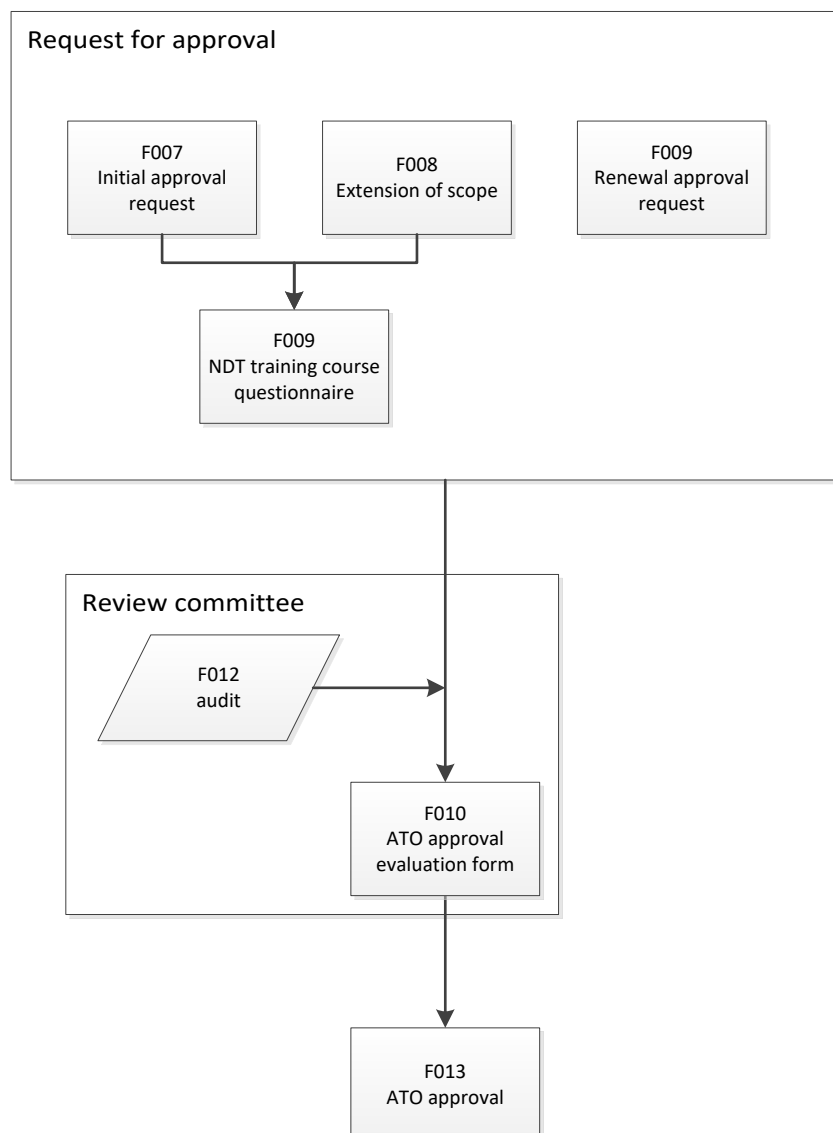 Request for approval
F007
Initial approval
request
F008
Extension of scope
F009
Renewal approval
request
F009
NDT training course
questionnaire
Review committee
F012
audit
F010
ATO approval
evaluation form
F013
ATO approval